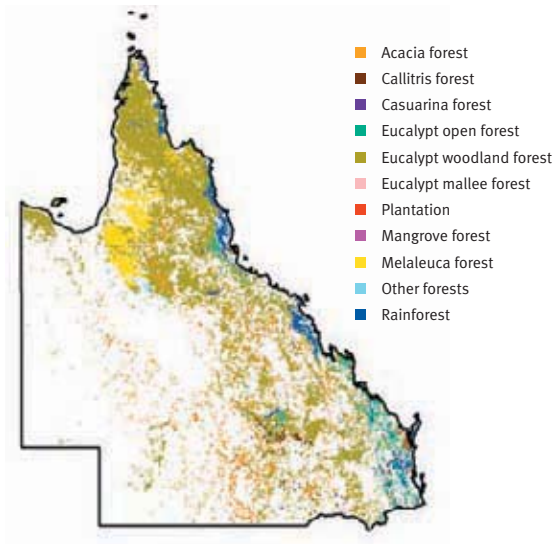 Acacia forest
Callitris forest
Casuarina forest
Eucalypt open forest
Eucalypt woodland forest
Eucalypt mallee forest
Plantation
Mangrove forest
Melaleuca forest
Other forests
Rainforest